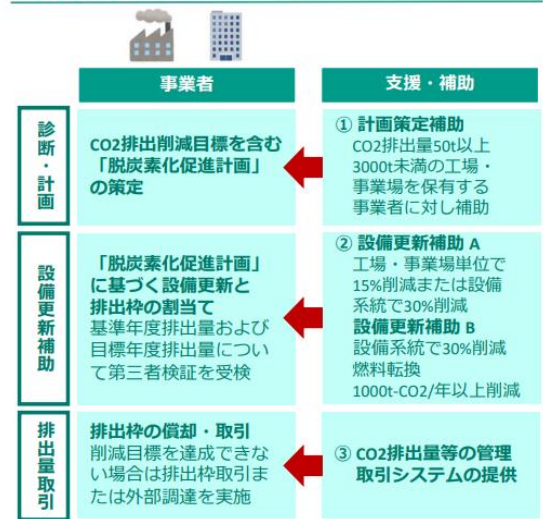 事業者
支援・補助
診断・計画
CO2排出削減目標を含む
「脱炭素化促進計画」
の策定
① 計画策定補助
CO2排出量50t以上
3000t未満の工場・
事業場を保有する
事業者に対し補助
設備更新補助
「脱炭素化促進計画」
に基づく設備更新と
排出枠の割当て
基準年度排出量および
目標年度排出量につい
て第三者検証を受検
② 設備更新補助 A
工場・事業場単位で
15%削減または設備
系統で30%削減
設備更新補助 B
設備系統で30%削減
燃料転換
1000t-CO2/年以上削減
排出量取引
排出枠の償却・取引
削減目標を達成できな
い場合は排出枠取引ま
たは外部調達を実施
③ CO2排出量等の管理
取引システムの提供